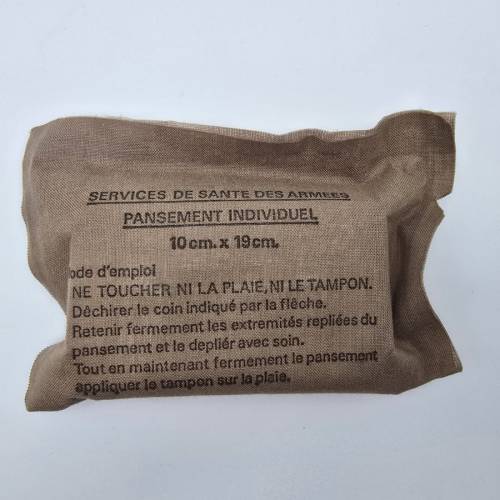 SERVICES DE SANTE DES ARMEES
PANSEMENT INDIVIDUEL
10 cm. x 19 cm.
ode d'emploi
NE TOUCHER NI LA PLAIE, NI LE TAMPON.
Déchirer le coin indiqué par la flêche.
Retenir fermement les extremités repliées du
pansement et le deplier avec soin.
Tout en maintenant fermement le pansement
appliquer le tampon sur la plaie.